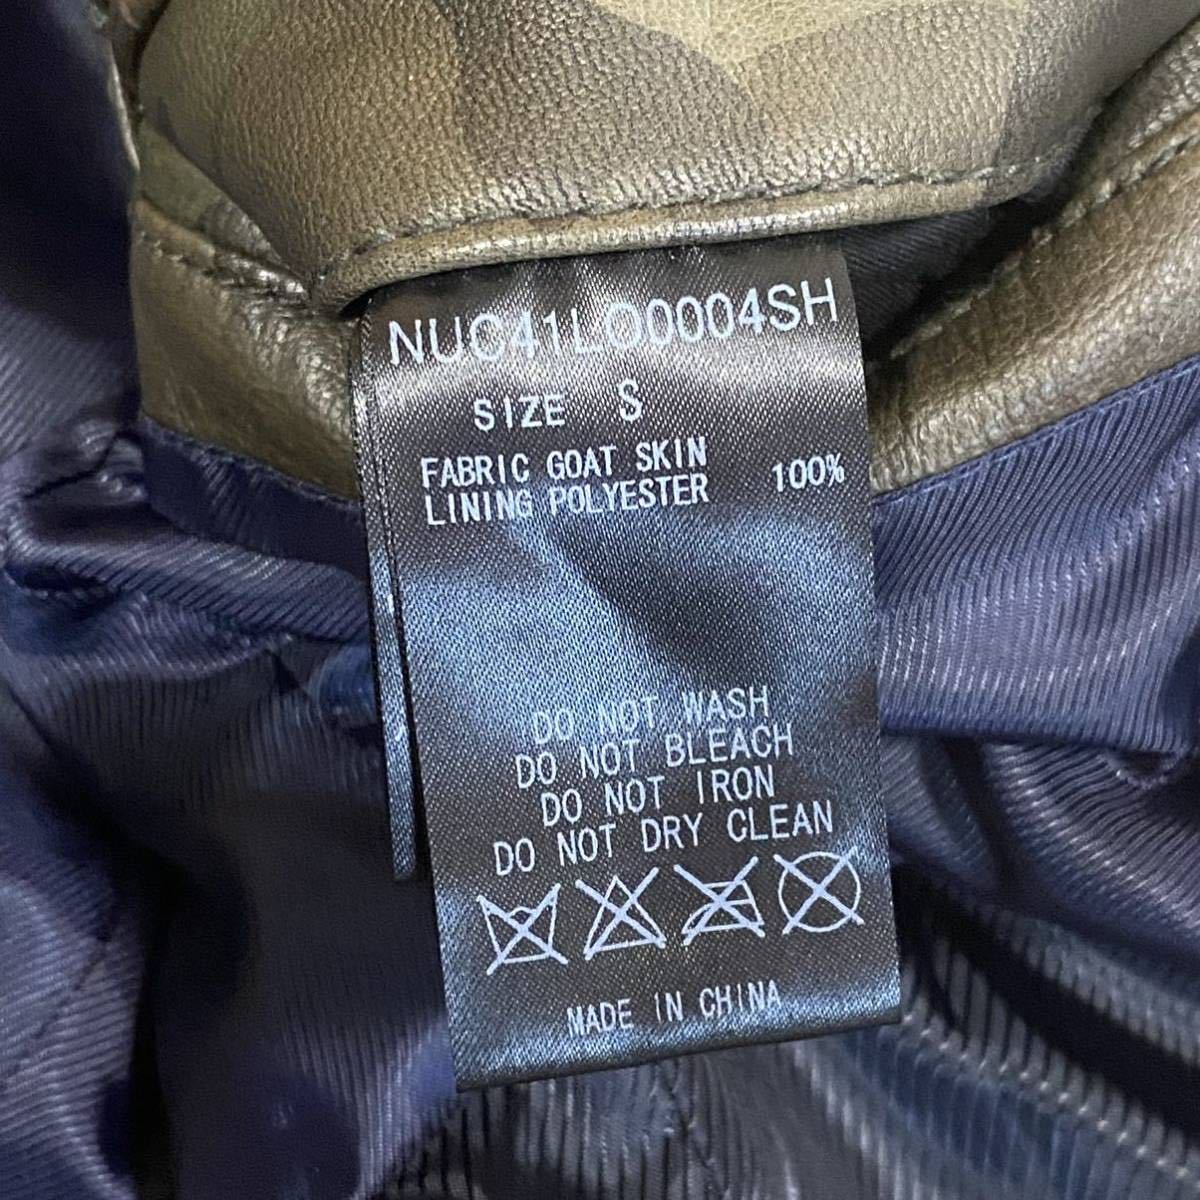 NUC41LO0004SH
SIZE S
FABRIC GOAT SKIN
LINING POLYESTER 100%
DO NOT WASH
DO NOT BLEACH
DO NOT IRON
DO NOT DRY CLEAN
MADE IN CHINA